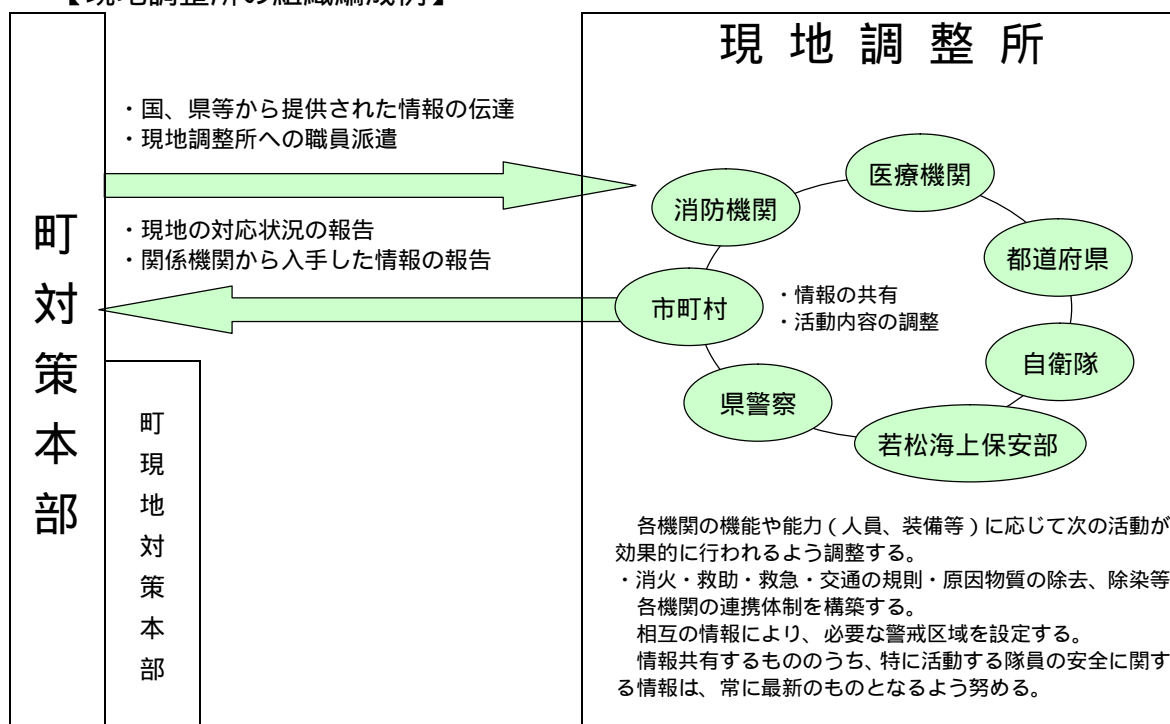 【現地調整所の組織編成例】
現地調整所
・国、県等から提供された情報の伝達
・現地調整所への職員派遣
・現地の対応状況の報告
・関係機関から入手した情報の報告
町対策本部
町現地対策本部
医療機関
消防機関
都道府県
市町村
・情報の共有
・活動内容の調整
自衛隊
県警察
若松海上保安部
各機関の機能や能力(人員、装備等)に応じて次の活動が
効果的に行われるよう調整する。
・消火・救助・救急・交通の規則・原因物質の除去、除染等
各機関の連携体制を構築する。
相互の情報により、必要な警戒区域を設定する。
情報共有するもののうち、特に活動する隊員の安全に関す
る情報は、常に最新のものとなるよう努める。